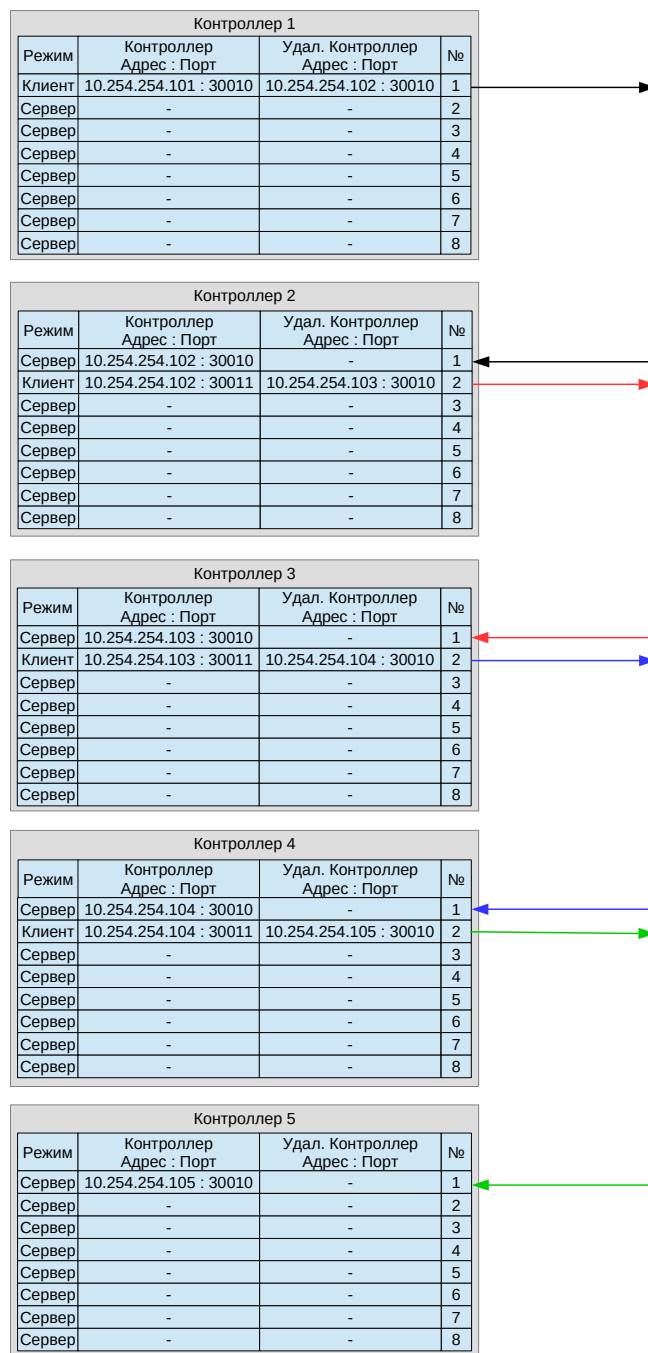 Контроллер 1
Режим Контроллер Адрес : Порт Удал. Контроллер Адрес : Порт №
Клиент 10.254.254.101 : 30010 10.254.254.102 : 30010 1
Сервер - - 2
Сервер - - 3
Сервер - - 4
Сервер - - 5
Сервер - - 6
Сервер - - 7
Сервер - - 8
Контроллер 2
Режим Контроллер Адрес : Порт Удал. Контроллер Адрес : Порт №
Сервер 10.254.254.102 : 30010 - 1
Клиент 10.254.254.102 : 30011 10.254.254.103 : 30010 2
Сервер - - 3
Сервер - - 4
Сервер - - 5
Сервер - - 6
Сервер - - 7
Сервер - - 8
Контроллер 3
Режим Контроллер Адрес : Порт Удал. Контроллер Адрес : Порт №
Сервер 10.254.254.103 : 30010 - 1
Клиент 10.254.254.103 : 30011 10.254.254.104 : 30010 2
Сервер - - 3
Сервер - - 4
Сервер - - 5
Сервер - - 6
Сервер - - 7
Сервер - - 8
Контроллер 4
Режим Контроллер Адрес : Порт Удал. Контроллер Адрес : Порт №
Сервер 10.254.254.104 : 30010 - 1
Клиент 10.254.254.104 : 30011 10.254.254.105 : 30010 2
Сервер - - 3
Сервер - - 4
Сервер - - 5
Сервер - - 6
Сервер - - 7
Сервер - - 8
Контроллер 5
Режим Контроллер Адрес : Порт Удал. Контроллер Адрес : Порт №
Сервер 10.254.254.105 : 30010 - 1
Сервер - - 2
Сервер - - 3
Сервер - - 4
Сервер - - 5
Сервер - - 6
Сервер - - 7
Сервер - - 8